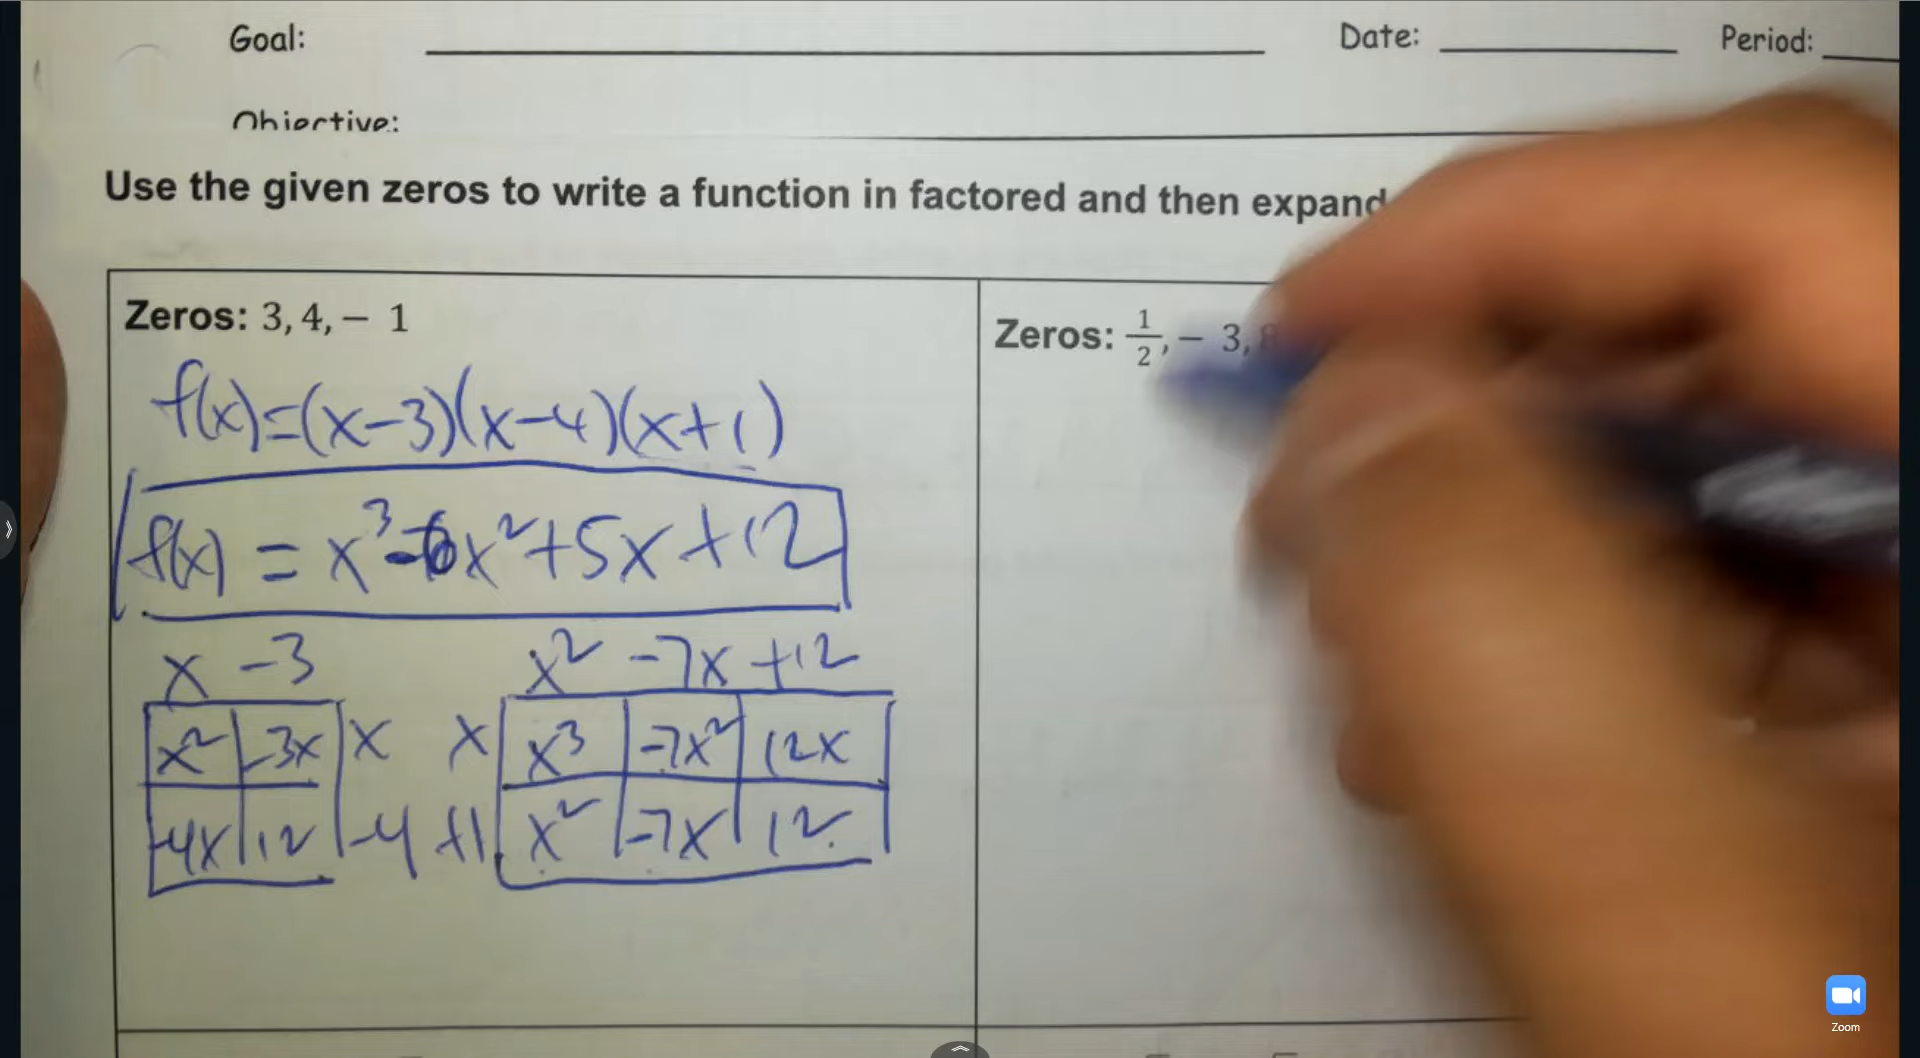 Goal:
Date:
Period:
Objective:
Use the given zeros to write a function in factored and then expand
Zeros: 3, 4, − 1
f(x)=(x-3)(x-4)(x+1)
f(x) = x³-6x²+5x+12
x -3
x² -3x x
-4x 12 -4
x² -7x +12
x x³ -7x² 12x
+1 x² -7x 12
Zeros: 1/2, − 3, 8
Zoom